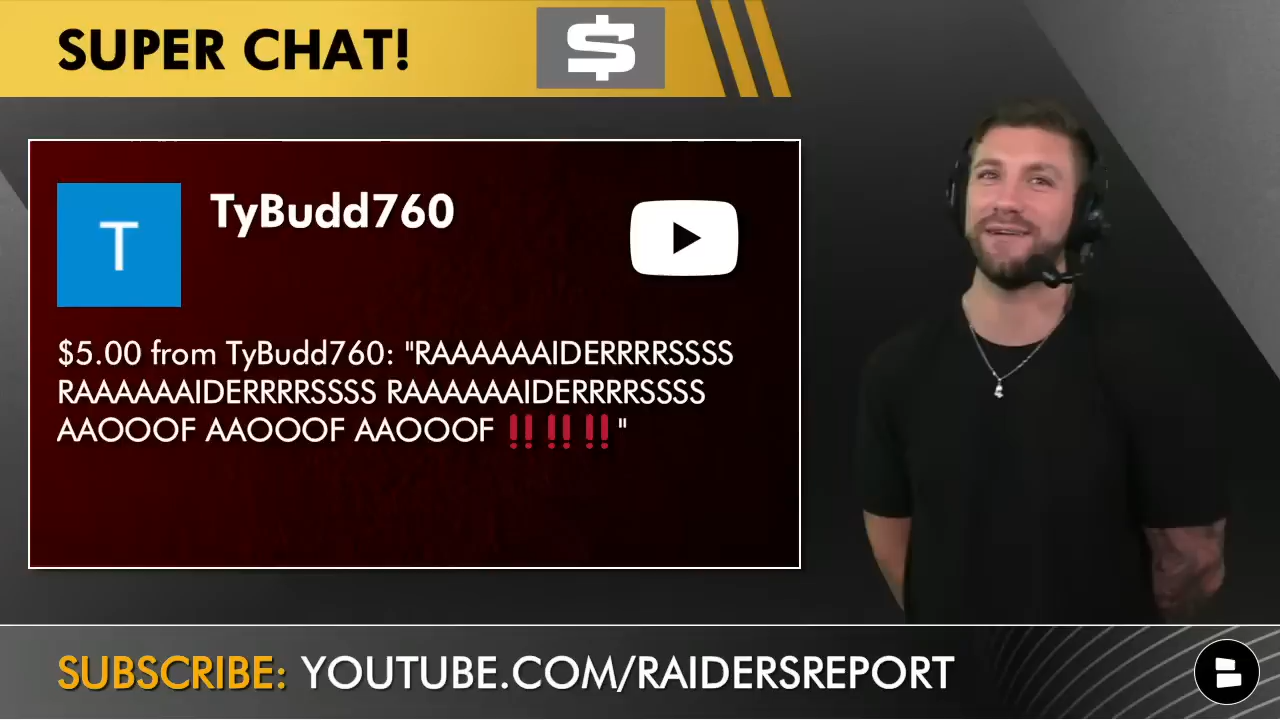 SUPER CHAT!
$
T
TyBudd760
$5.00 from TyBudd760: "RAAAAAAIDERRRRSSSS
RAAAAAAIDERRRRSSSS RAAAAAAIDERRRRSSSS
AAOOOF AAOOOF AAOOOF ‼️‼️‼️"
SUBSCRIBE: YOUTUBE.COM/RAIDERSREPORT